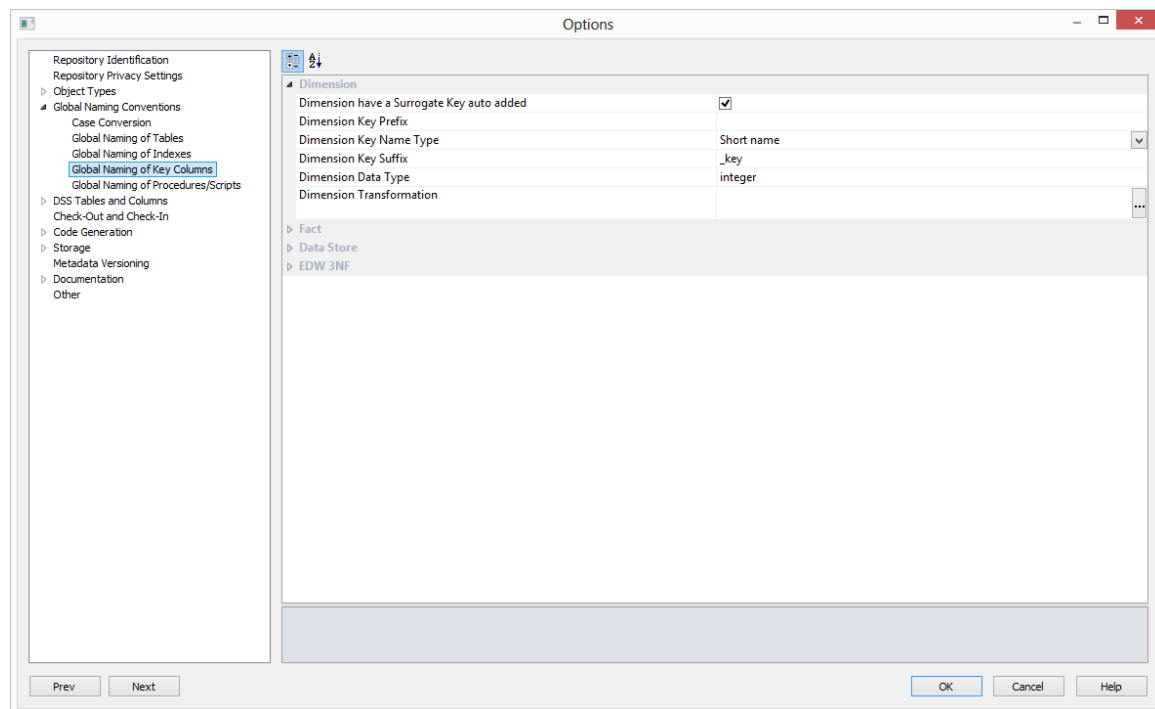 Options
Repository Identification
Repository Privacy Settings
Object Types
Global Naming Conventions
Case Conversion
Global Naming of Tables
Global Naming of Indexes
Global Naming of Key Columns
Global Naming of Procedures/Scripts
DSS Tables and Columns
Check-Out and Check-In
Code Generation
Storage
Metadata Versioning
Documentation
Other
Dimension
Dimension have a Surrogate Key auto added
Dimension Key Prefix
Dimension Key Name Type Short name
Dimension Key Suffix _key
Dimension Data Type integer
Dimension Transformation ...
Fact
Data Store
EDW 3NF
Prev Next OK Cancel Help